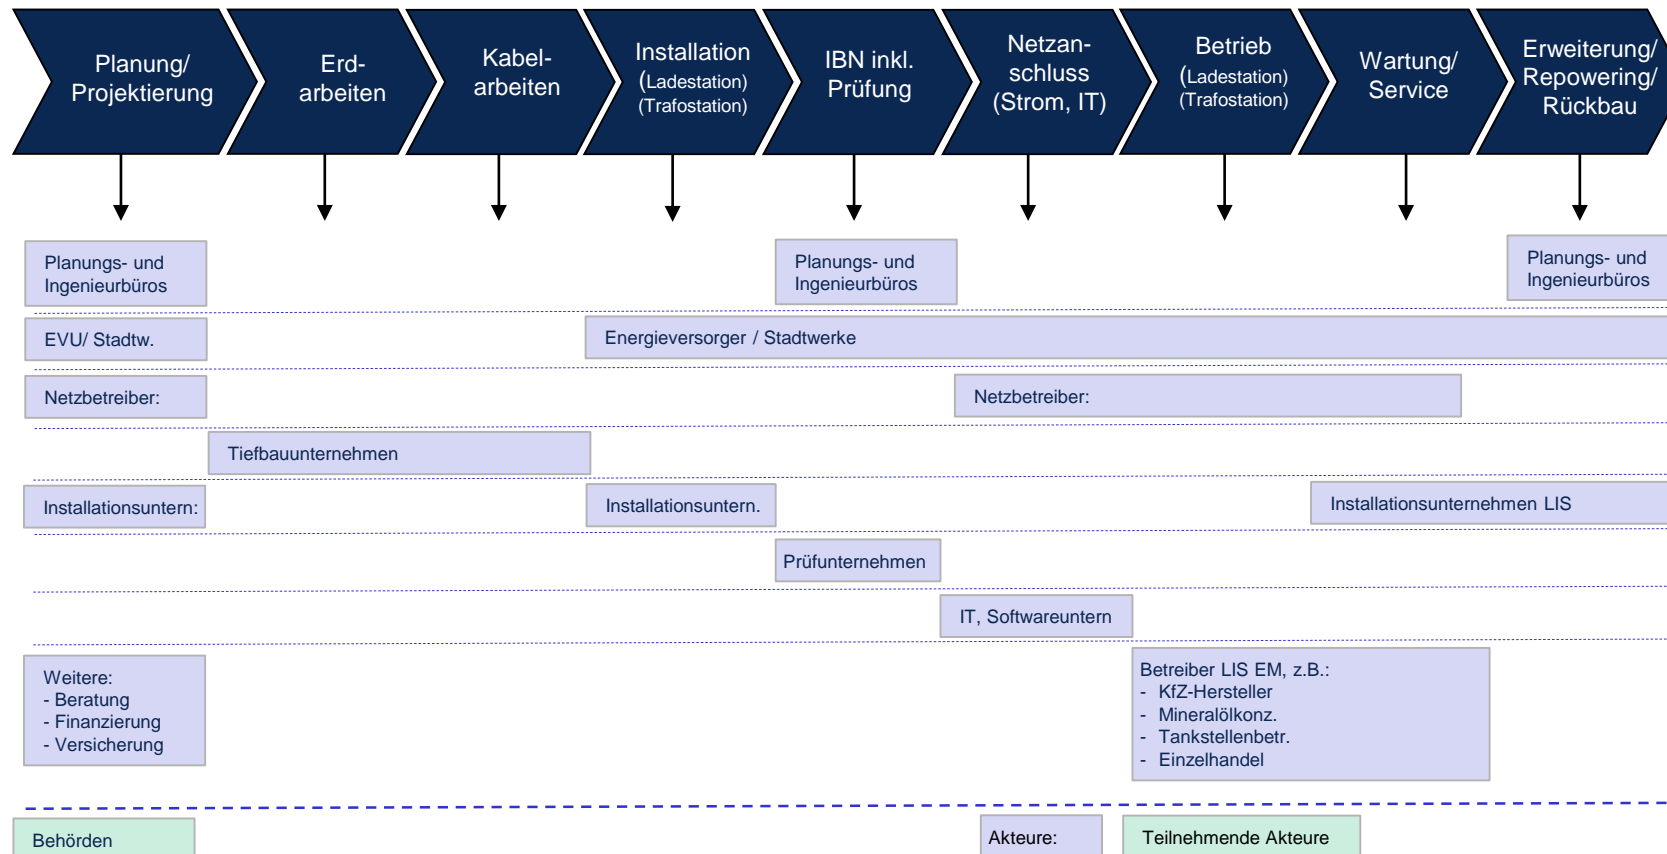 Planung/
Projektierung
Erd-
arbeiten
Kabel-
arbeiten
Installation
(Ladestation)
(Trafostation)
IBN inkl.
Prüfung
Netzan-
schluss
(Strom, IT)
Betrieb
(Ladestation)
(Trafostation)
Wartung/
Service
Erweiterung/
Repowering/
Rückbau
Planungs- und
Ingenieurbüros
Planungs- und
Ingenieurbüros
Planungs- und
Ingenieurbüros
EVU/ Stadtw.
Energieversorger / Stadtwerke
Netzbetreiber:
Netzbetreiber:
Tiefbauunternehmen
Installationsuntern:
Installationsuntern.
Installationsunternehmen LIS
Prüfunternehmen
IT, Softwareuntern
Weitere:
- Beratung
- Finanzierung
- Versicherung
Betreiber LIS EM, z.B.:
- KfZ-Hersteller
- Mineralölkonz.
- Tankstellenbetr.
- Einzelhandel
Behörden
Akteure:
Teilnehmende Akteure